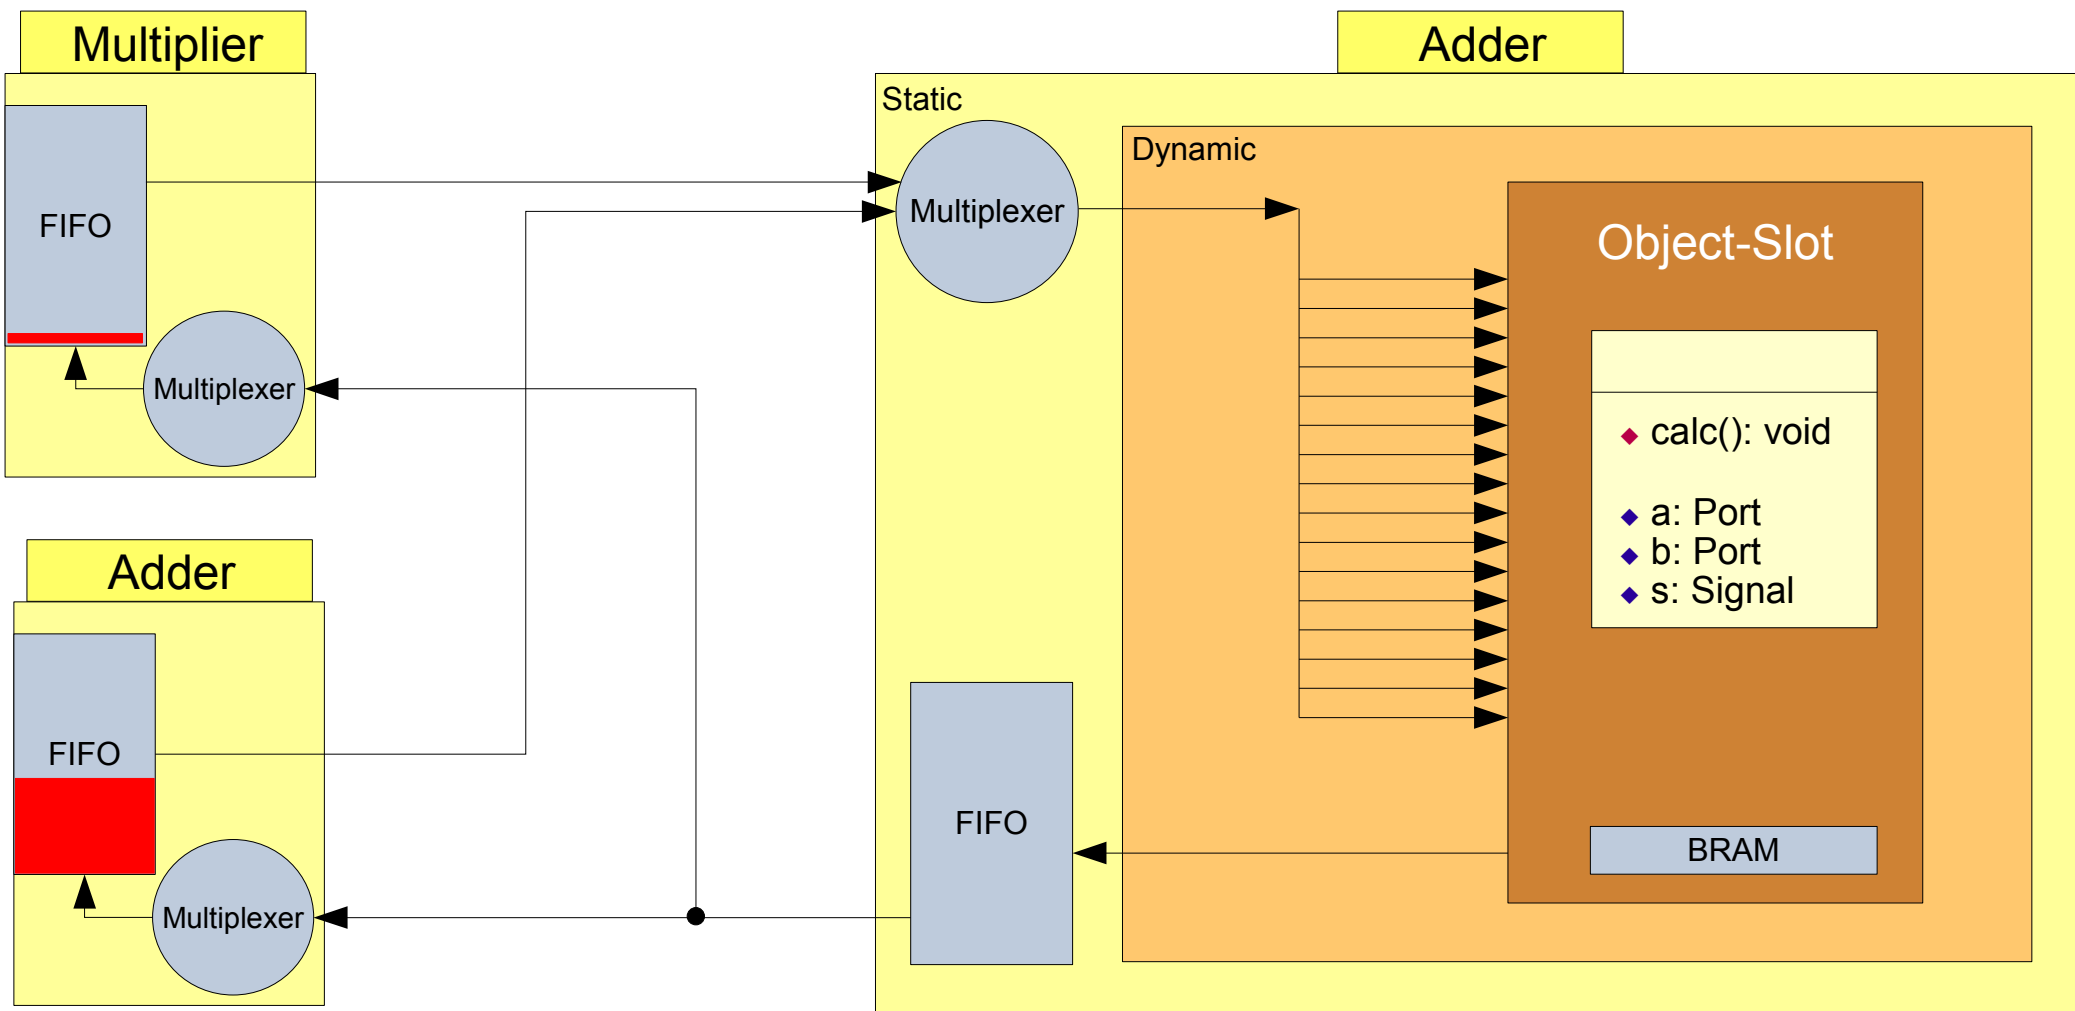 Multiplier
FIFO
Multiplexer
Adder
FIFO
Multiplexer
Adder
Static
Multiplexer
FIFO
Dynamic
Object-Slot
calc(): void
a: Port
b: Port
s: Signal
BRAM